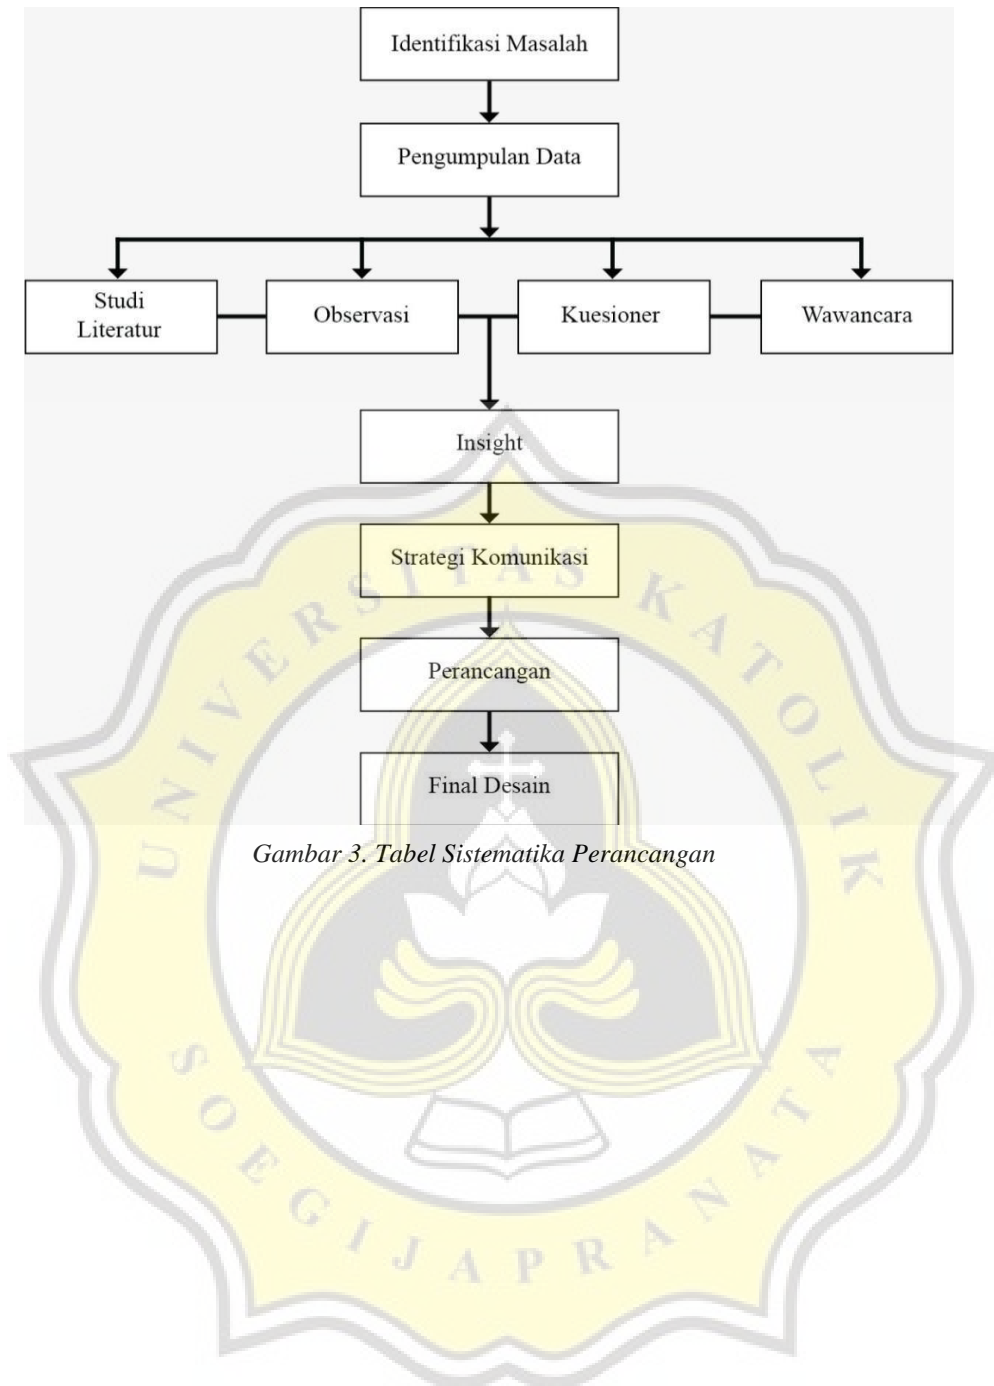 Identifikasi Masalah
Pengumpulan Data
Studi
Literatur
Observasi
Kuesioner
Wawancara
Insight
Strategi Komunikasi
Perancangan
Final Desain
Gambar 3. Tabel Sistematika Perancangan
UNIVERSITAS KATOLIK
SOEGIJAPRANATA